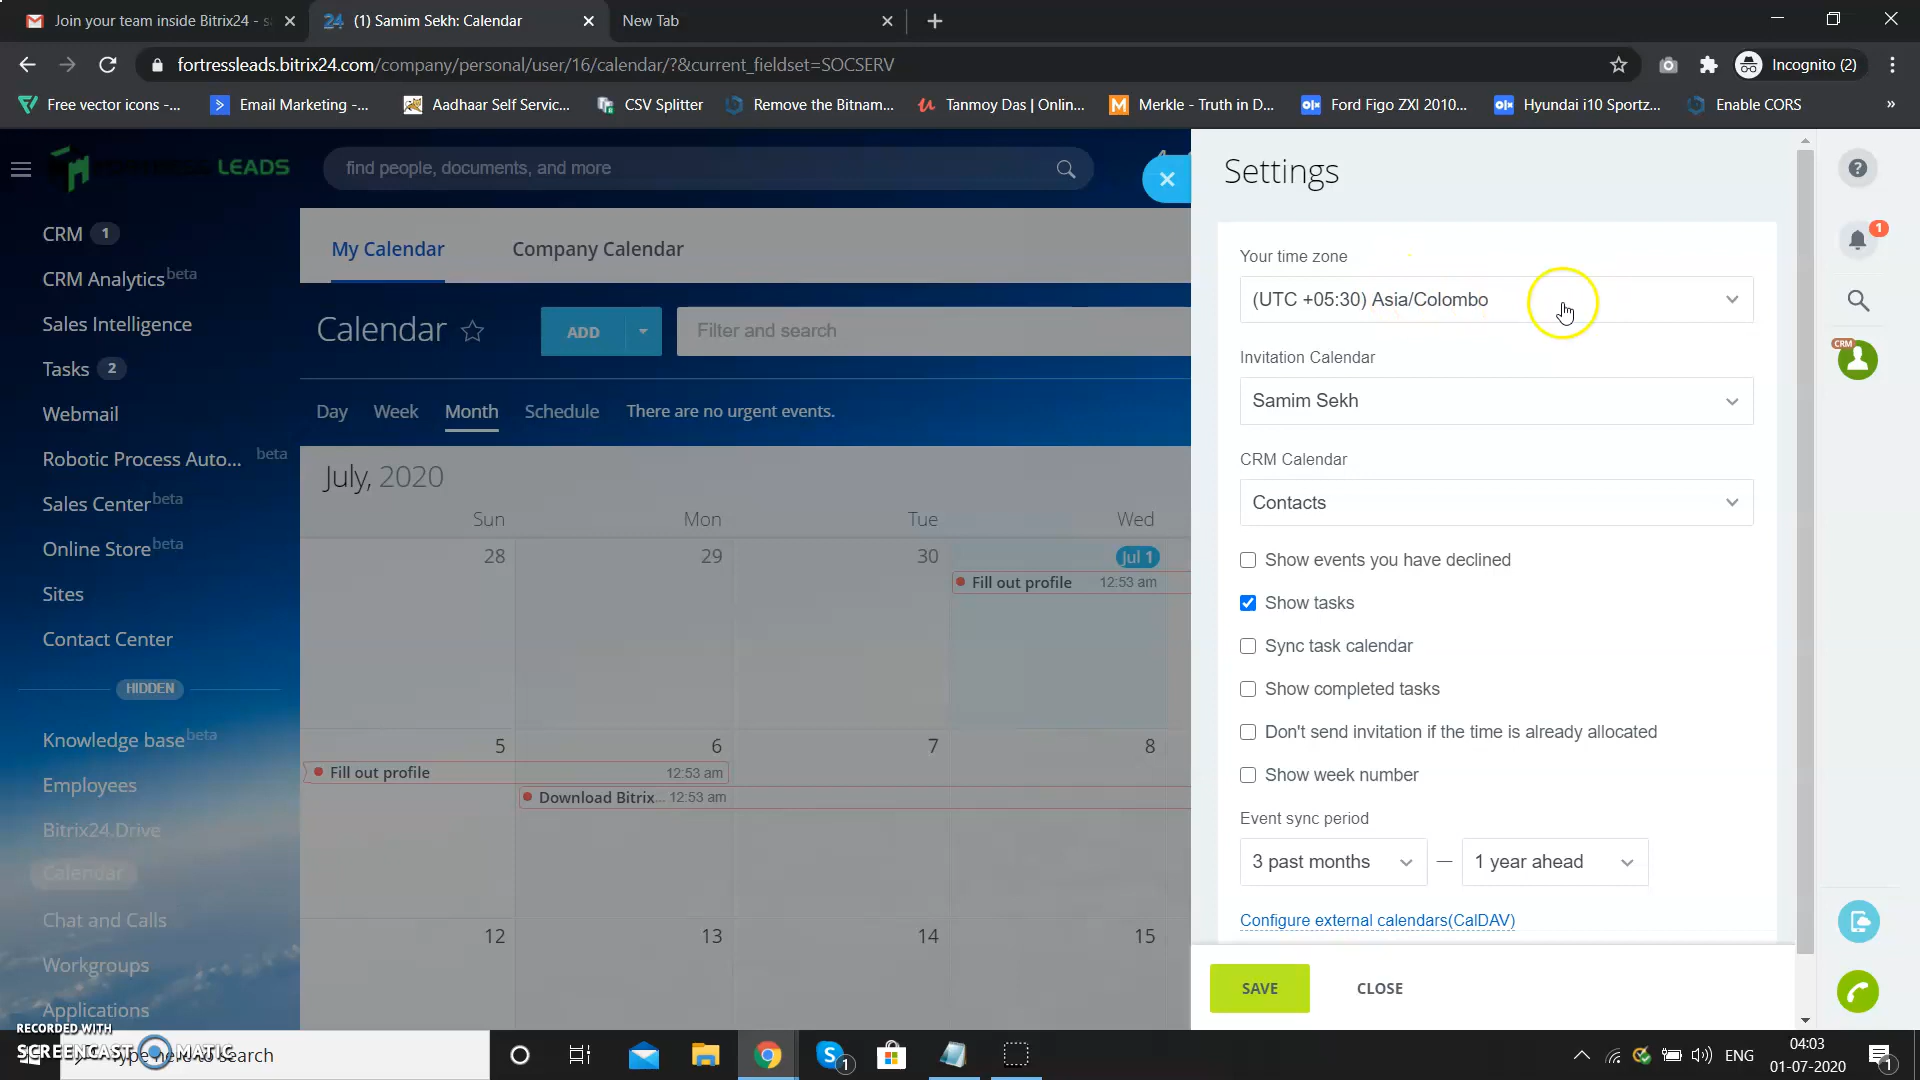 Join your team inside Bitrix24 - s
(1) Samim Sekh: Calendar
New Tab
fortressleads.bitrix24.com/company/personal/user/16/calendar/?&current_fieldset=SOCSERV
Incognito (2)
Free vector icons -...
Email Marketing -...
Aadhaar Self Servic...
CSV Splitter
Remove the Bitnam...
Tanmoy Das | Onlin...
Merkle - Truth in D...
Ford Figo ZXI 2010...
Hyundai i10 Sportz...
Enable CORS
FORTRESS LEADS
find people, documents, and more
CRM 1
CRM Analytics beta
Sales Intelligence
Tasks 2
Webmail
Robotic Process Auto... beta
Sales Center beta
Online Store beta
Sites
Contact Center
HIDDEN
Knowledge base beta
Employees
Bitrix24.Drive
Calendar
Chat and Calls
Workgroups
Applications
My Calendar
Company Calendar
Calendar
ADD
Filter and search
Day
Week
Month
Schedule
There are no urgent events.
July, 2020
Sun
Mon
Tue
Wed
28
29
30
Jul 1
Fill out profile 12:53 am
5
6
7
8
Fill out profile 12:53 am
Download Bitrix... 12:53 am
12
13
14
15
Settings
Your time zone
(UTC +05:30) Asia/Colombo
Invitation Calendar
Samim Sekh
CRM Calendar
Contacts
Show events you have declined
Show tasks
Sync task calendar
Show completed tasks
Don't send invitation if the time is already allocated
Show week number
Event sync period
3 past months — 1 year ahead
Configure external calendars(CalDAV)
SAVE
CLOSE
1
CRM
RECORDED WITH
SCREENCAST MATIC
Type here to search
1
ENG
04:03
01-07-2020
1